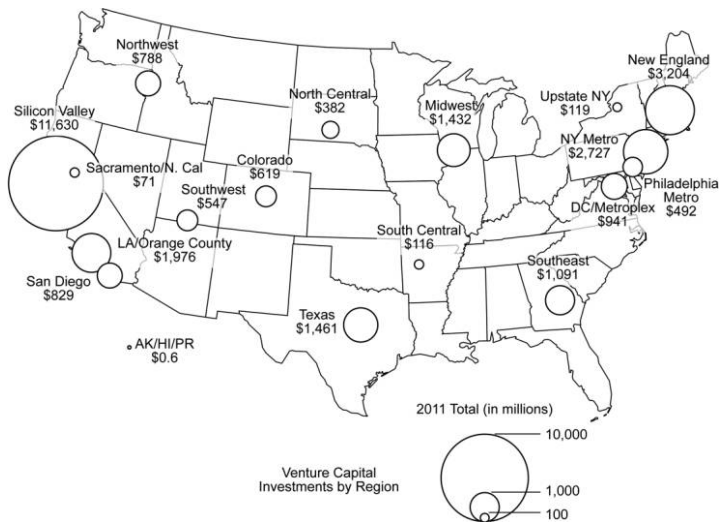 Northwest
$788
New England
$3,204
North Central
$382
Midwest
$1,432
Upstate NY
$119
Silicon Valley
$11,630
NY Metro
$2,727
Sacramento/N. Cal
$71
Colorado
$619
Southwest
$547
Philadelphia
Metro
$492
DC/Metroplex
$941
LA/Orange County
$1,976
South Central
$116
San Diego
$829
Southeast
$1,091
Texas
$1,461
AK/HI/PR
$0.6
2011 Total (in millions)
10,000
Venture Capital
Investments by Region
1,000
100